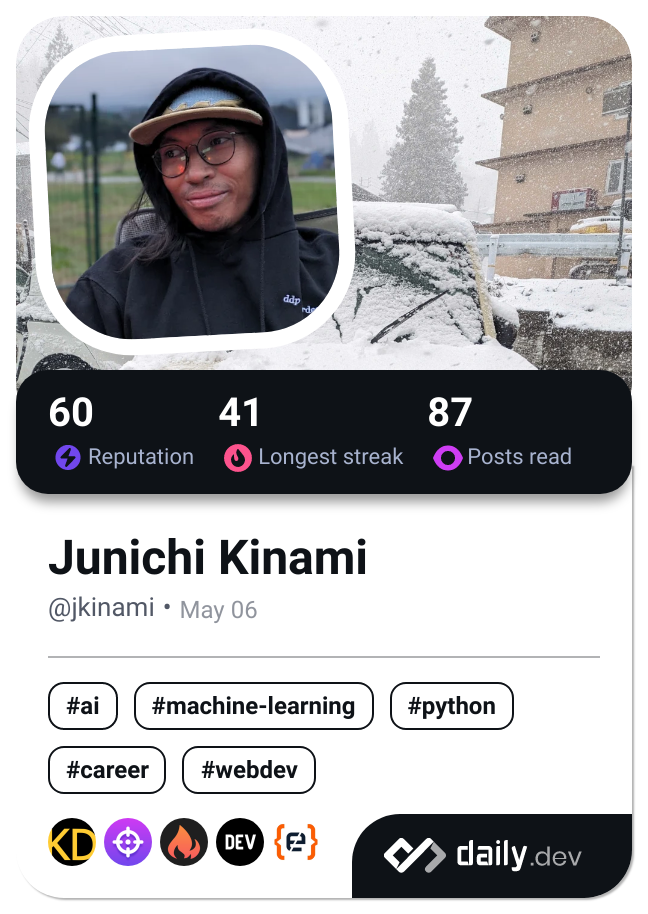 ddp
60 41 87
Reputation Longest streak Posts read
Junichi Kinami
@jkinami • May 06
#ai #machine-learning #python
#career #webdev
KD DEV
daily.dev